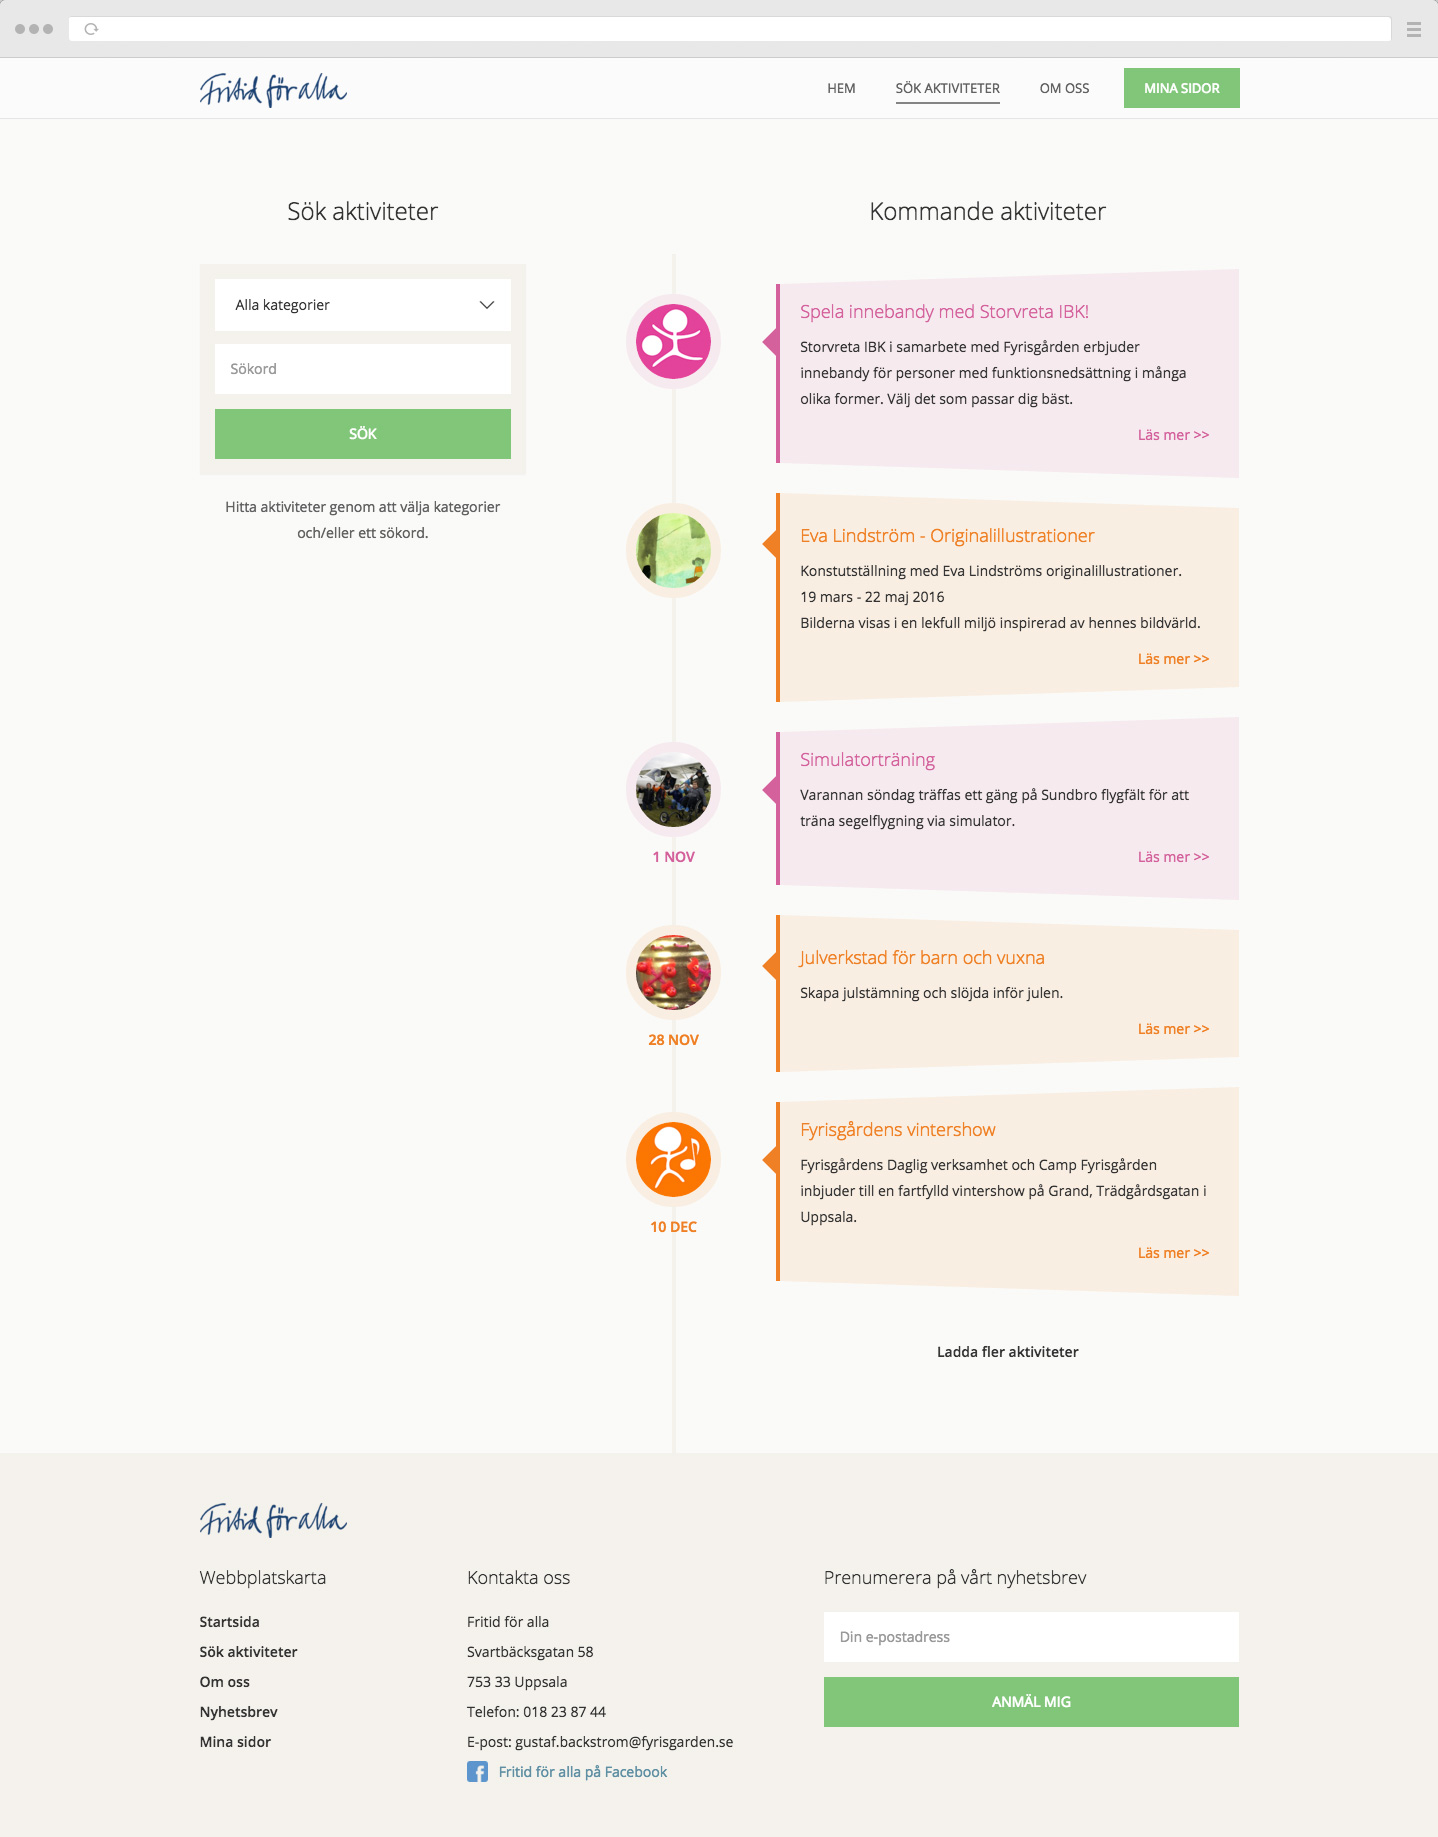 Fritid för alla
HEM
SÖK AKTIVITETER
OM OSS
MINA SIDOR
Sök aktiviteter
Alla kategorier
Sökord
SÖK
Hitta aktiviteter genom att välja kategorier
och/eller ett sökord.
Kommande aktiviteter
Spela innebandy med Storvreta IBK!
Storvreta IBK i samarbete med Fyrisgården erbjuder
innebandy för personer med funktionsnedsättning i många
olika former. Välj det som passar dig bäst.
Läs mer >>
Eva Lindström - Originalillustrationer
Konstutställning med Eva Lindströms originalillustrationer.
19 mars - 22 maj 2016
Bilderna visas i en lekfull miljö inspirerad av hennes bildvärld.
Läs mer >>
1 NOV
Simulatorträning
Varannan söndag träffas ett gäng på Sundbro flygfält för att
träna segelflygning via simulator.
Läs mer >>
28 NOV
Julverkstad för barn och vuxna
Skapa julstämning och slöjda inför julen.
Läs mer >>
10 DEC
Fyrisgårdens vintershow
Fyrisgårdens Daglig verksamhet och Camp Fyrisgården
inbjuder till en fartfylld vintershow på Grand, Trädgårdsgatan i
Uppsala.
Läs mer >>
Ladda fler aktiviteter
Fritid för alla
Webbplatskarta
Startsida
Sök aktiviteter
Om oss
Nyhetsbrev
Mina sidor
Kontakta oss
Fritid för alla
Svartbäcksgatan 58
753 33 Uppsala
Telefon: 018 23 87 44
E-post: gustaf.backstrom@fyrisgarden.se
Fritid för alla på Facebook
Prenumerera på vårt nyhetsbrev
Din e-postadress
ANMÄL MIG